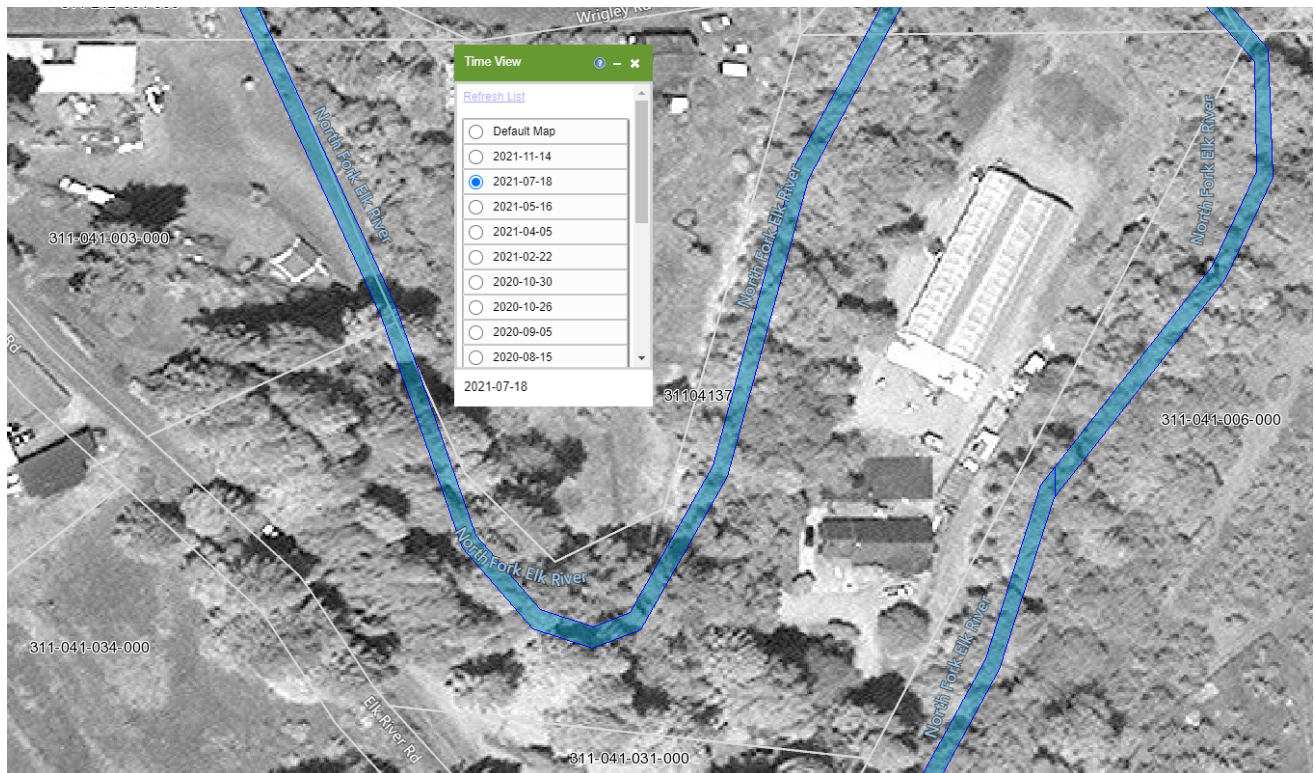 Wrigley Rd
Time View
Refresh List
Default Map
2021-11-14
2021-07-18
2021-05-16
2021-04-05
2021-02-22
2020-10-30
2020-10-26
2020-09-05
2020-08-15
2021-07-18
North Fork Elk River
North Fork Elk River
North Fork Elk River
311-041-003-000
Rd
31104137
311-041-006-000
North Fork Elk River
North Fork Elk River
311-041-034-000
Elk River Rd
311-041-031-000